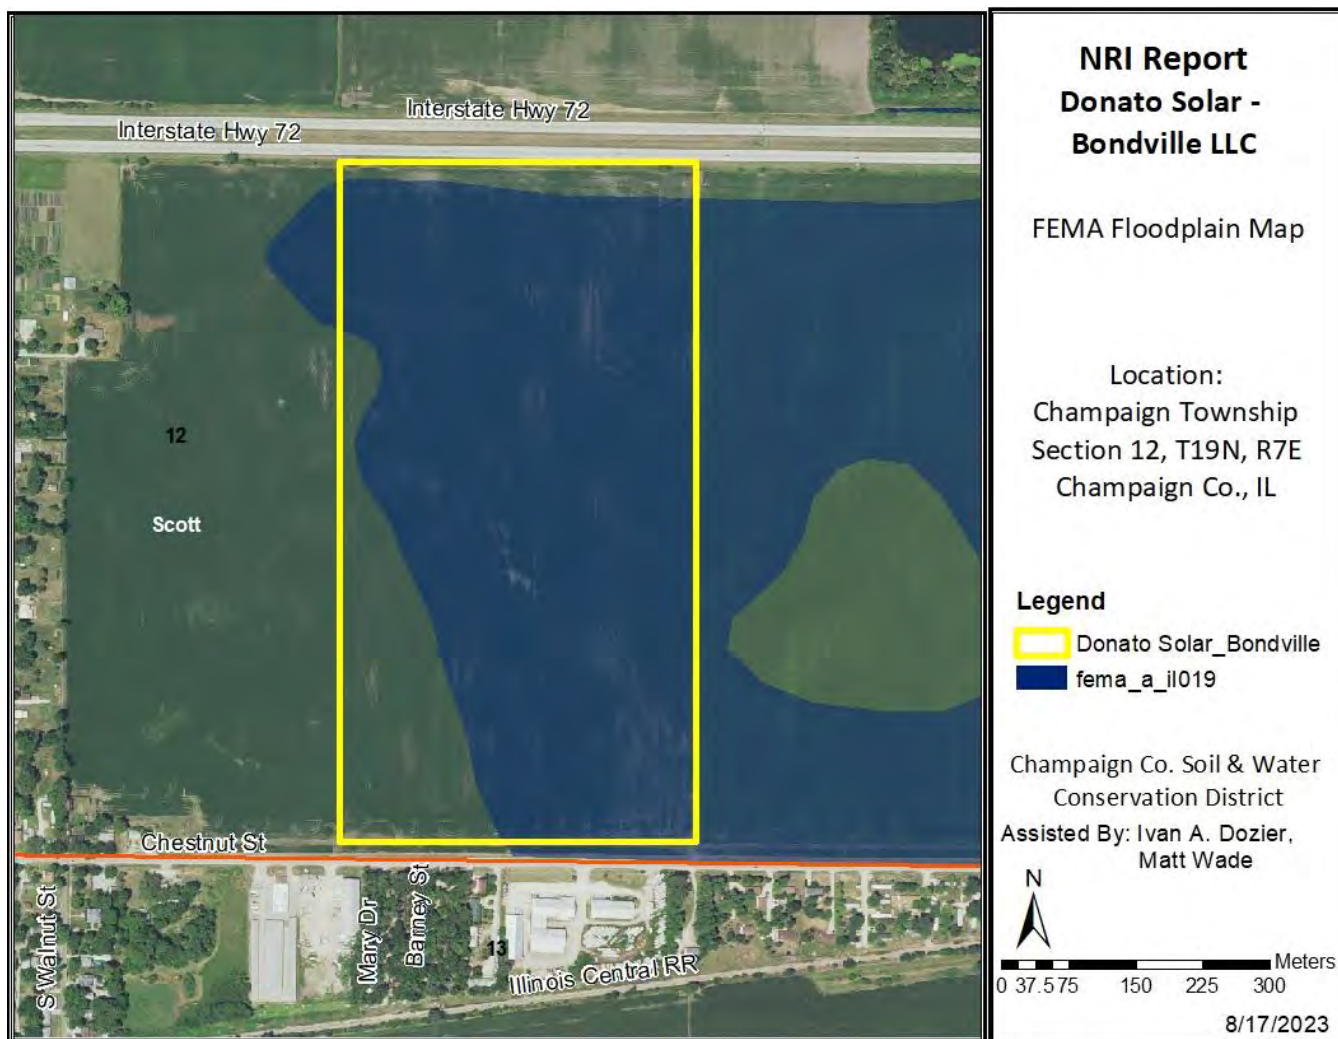 Interstate Hwy 72
Interstate Hwy 72
12
Scott
Chestnut St
S Walnut St
Mary Dr
Barney St
13
Illinois Central RR
NRI Report
Donato Solar -
Bondville LLC
FEMA Floodplain Map
Location:
Champaign Township
Section 12, T19N, R7E
Champaign Co., IL
Legend
Donato Solar_Bondville
fema_a_il019
Champaign Co. Soil & Water
Conservation District
Assisted By: Ivan A. Dozier,
Matt Wade
N
Meters
0 37.5 75 150 225 300
8/17/2023